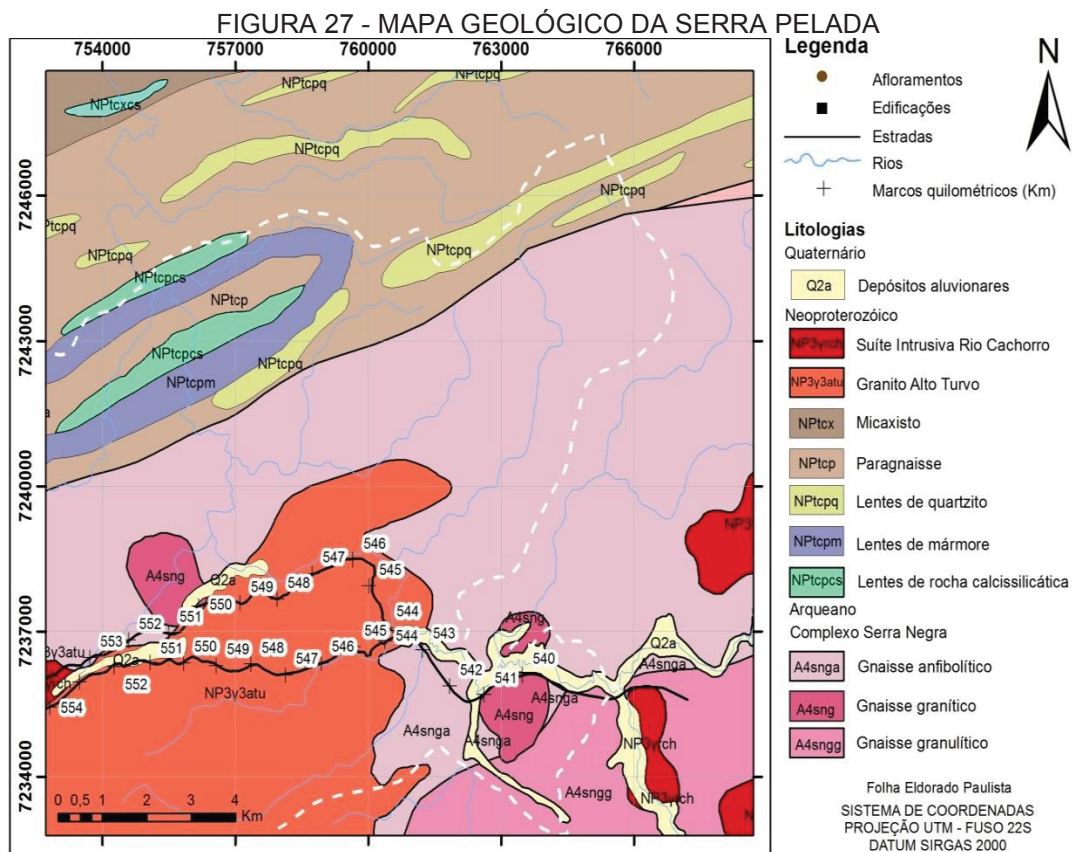 FIGURA 27 - MAPA GEOLÓGICO DA SERRA PELADA
754000 757000 760000 763000 766000
7246000
7243000
7240000
7237000
7234000
NPtcxcs
NPtcpq
NPtcpq
NPtcpq
NPtcpq
NPtcpq
NPtcpq
NPtcpcs
NPtcp
NPtcpcs
NPtcpm
NPtcpq
A4sng
Q2a
546
547
545
548
549
550
551
552
553
544
545
544
543
546
547
548
549
550
551
552
554
Q2a
NP3γ3atu
542
541
540
A4sng
Q2a
A4snga
A4snga
A4sng
A4snga
A4snga
A4sngg
NP3γrch
NP3γrch
0 0,5 1 2 3 4
Km
Legenda
N
Afloramentos
Edificações
Estradas
Rios
Marcos quilométricos (Km)
Litologias
Quaternário
Q2a Depósitos aluvionares
Neoproterozóico
NP3γrch Suíte Intrusiva Rio Cachorro
NP3γ3atu Granito Alto Turvo
NPtcx Micaxisto
NPtcp Paragnaisse
NPtcpq Lentes de quartzito
NPtcpm Lentes de mármore
NPtcpcs Lentes de rocha calcissilicática
Arqueano
Complexo Serra Negra
A4snga Gnaisse anfibolítico
A4sng Gnaisse granítico
A4sngg Gnaisse granulítico
Folha Eldorado Paulista
SISTEMA DE COORDENADAS
PROJEÇÃO UTM - FUSO 22S
DATUM SIRGAS 2000